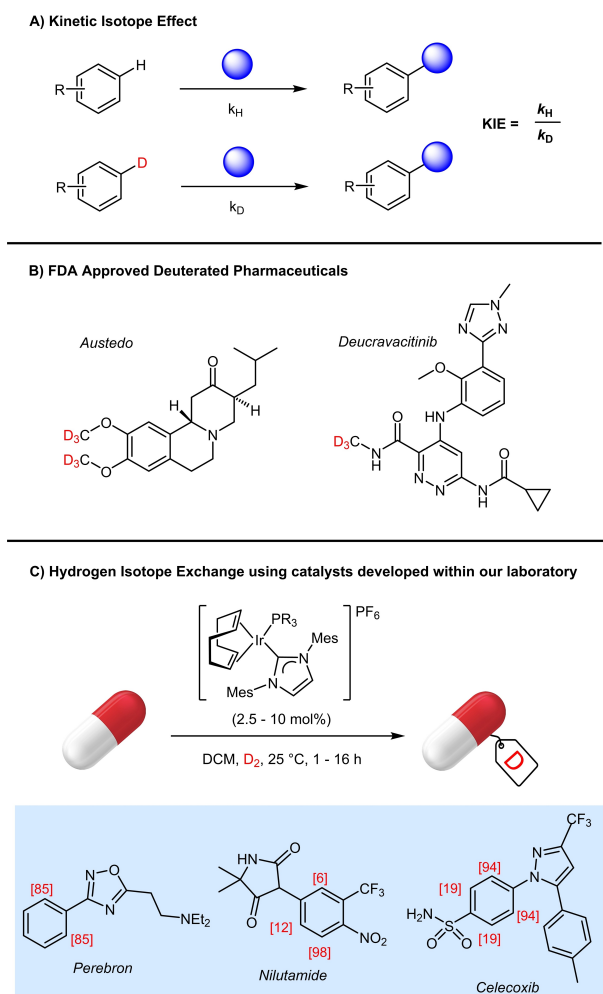 A) Kinetic Isotope Effect
R
H
k_H
R
KIE = k_H / k_D
R
D
k_D
R
B) FDA Approved Deuterated Pharmaceuticals
Austedo
Deucravacitinib
O
H
H
N
D₃C
O
D₃C
O
N
N
N
O
HN
O
D₃C
N
H
N
N
N
H
O
C) Hydrogen Isotope Exchange using catalysts developed within our laboratory
PF₆
PR₃
Ir
Mes
N
N
Mes
(2.5 - 10 mol%)
DCM, D₂, 25 °C, 1 - 16 h
D
[85]
N
O
N
NEt₂
[85]
Perebron
HN
O
O
[6]
CF₃
[12]
NO₂
[98]
Nilutamide
CF₃
N
N
[94]
[19]
[94]
H₂N
S
O
O
[19]
Celecoxib